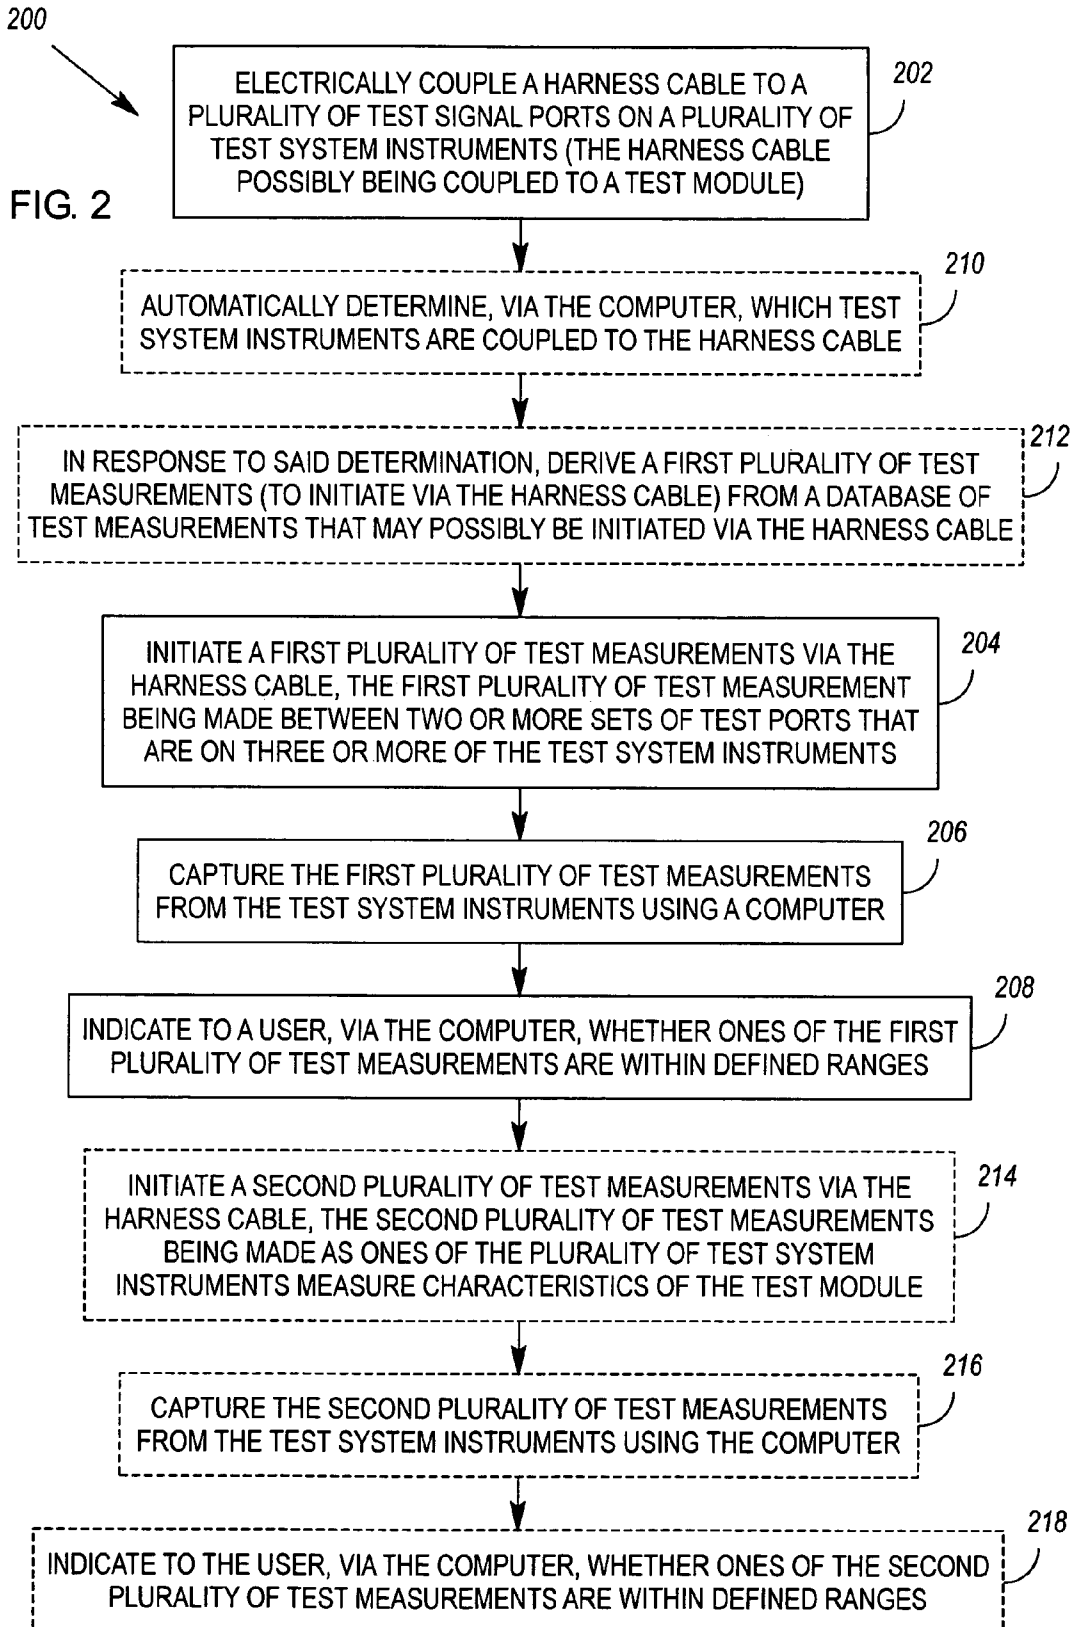 200
ELECTRICALLY COUPLE A HARNESS CABLE TO A
PLURALITY OF TEST SIGNAL PORTS ON A PLURALITY OF
TEST SYSTEM INSTRUMENTS (THE HARNESS CABLE
POSSIBLY BEING COUPLED TO A TEST MODULE)
202
FIG. 2
210
AUTOMATICALLY DETERMINE, VIA THE COMPUTER, WHICH TEST
SYSTEM INSTRUMENTS ARE COUPLED TO THE HARNESS CABLE
212
IN RESPONSE TO SAID DETERMINATION, DERIVE A FIRST PLURALITY OF TEST
MEASUREMENTS (TO INITIATE VIA THE HARNESS CABLE) FROM A DATABASE OF
TEST MEASUREMENTS THAT MAY POSSIBLY BE INITIATED VIA THE HARNESS CABLE
204
INITIATE A FIRST PLURALITY OF TEST MEASUREMENTS VIA THE
HARNESS CABLE, THE FIRST PLURALITY OF TEST MEASUREMENT
BEING MADE BETWEEN TWO OR MORE SETS OF TEST PORTS THAT
ARE ON THREE OR MORE OF THE TEST SYSTEM INSTRUMENTS
206
CAPTURE THE FIRST PLURALITY OF TEST MEASUREMENTS
FROM THE TEST SYSTEM INSTRUMENTS USING A COMPUTER
208
INDICATE TO A USER, VIA THE COMPUTER, WHETHER ONES OF THE FIRST
PLURALITY OF TEST MEASUREMENTS ARE WITHIN DEFINED RANGES
214
INITIATE A SECOND PLURALITY OF TEST MEASUREMENTS VIA THE
HARNESS CABLE, THE SECOND PLURALITY OF TEST MEASUREMENTS
BEING MADE AS ONES OF THE PLURALITY OF TEST SYSTEM
INSTRUMENTS MEASURE CHARACTERISTICS OF THE TEST MODULE
216
CAPTURE THE SECOND PLURALITY OF TEST MEASUREMENTS
FROM THE TEST SYSTEM INSTRUMENTS USING THE COMPUTER
218
INDICATE TO THE USER, VIA THE COMPUTER, WHETHER ONES OF THE SECOND
PLURALITY OF TEST MEASUREMENTS ARE WITHIN DEFINED RANGES